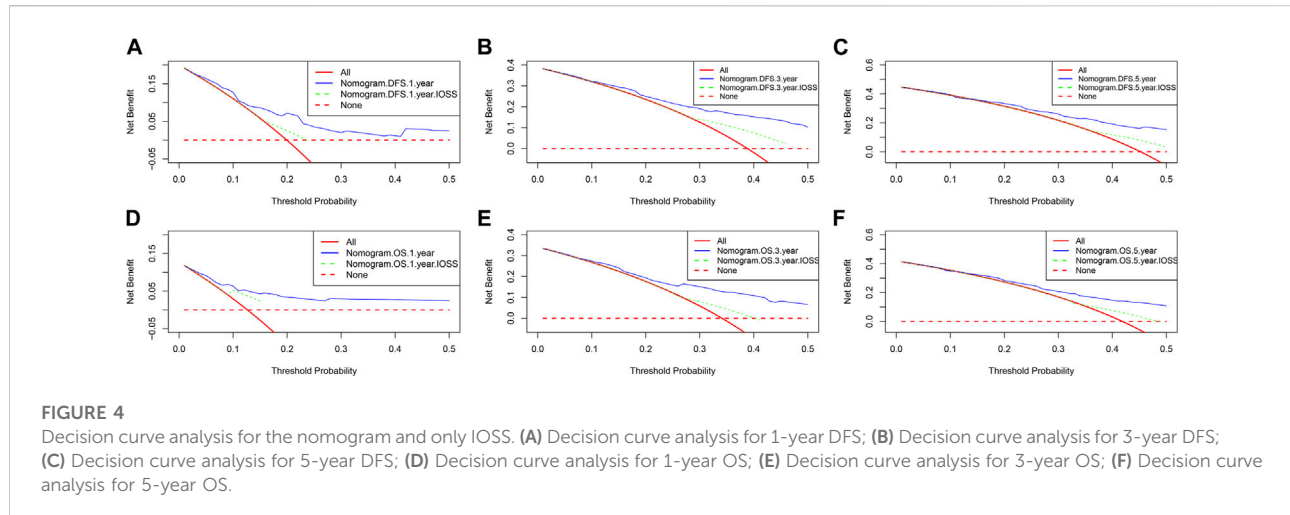 A
Net Benefit
0.15
0.05
−0.05
All
Nomogram.DFS.1.year
Nomogram.DFS.1.year.IOSS
None
0.0 0.1 0.2 0.3 0.4 0.5
Threshold Probability
B
Net Benefit
0.4
0.3
0.2
0.1
0.0
All
Nomogram.DFS.3.year
Nomogram.DFS.3.year.IOSS
None
0.0 0.1 0.2 0.3 0.4 0.5
Threshold Probability
C
Net Benefit
0.6
0.4
0.2
0.0
All
Nomogram.DFS.5.year
Nomogram.DFS.5.year.IOSS
None
0.0 0.1 0.2 0.3 0.4 0.5
Threshold Probability
D
Net Benefit
0.15
0.05
−0.05
All
Nomogram.OS.1.year
Nomogram.OS.1.year.IOSS
None
0.0 0.1 0.2 0.3 0.4 0.5
Threshold Probability
E
Net Benefit
0.4
0.3
0.2
0.1
0.0
All
Nomogram.OS.3.year
Nomogram.OS.3.year.IOSS
None
0.0 0.1 0.2 0.3 0.4 0.5
Threshold Probability
F
Net Benefit
0.6
0.4
0.2
0.0
All
Nomogram.OS.5.year
Nomogram.OS.5.year.IOSS
None
0.0 0.1 0.2 0.3 0.4 0.5
Threshold Probability
FIGURE 4
Decision curve analysis for the nomogram and only IOSS. (A) Decision curve analysis for 1-year DFS; (B) Decision curve analysis for 3-year DFS;
(C) Decision curve analysis for 5-year DFS; (D) Decision curve analysis for 1-year OS; (E) Decision curve analysis for 3-year OS; (F) Decision curve
analysis for 5-year OS.